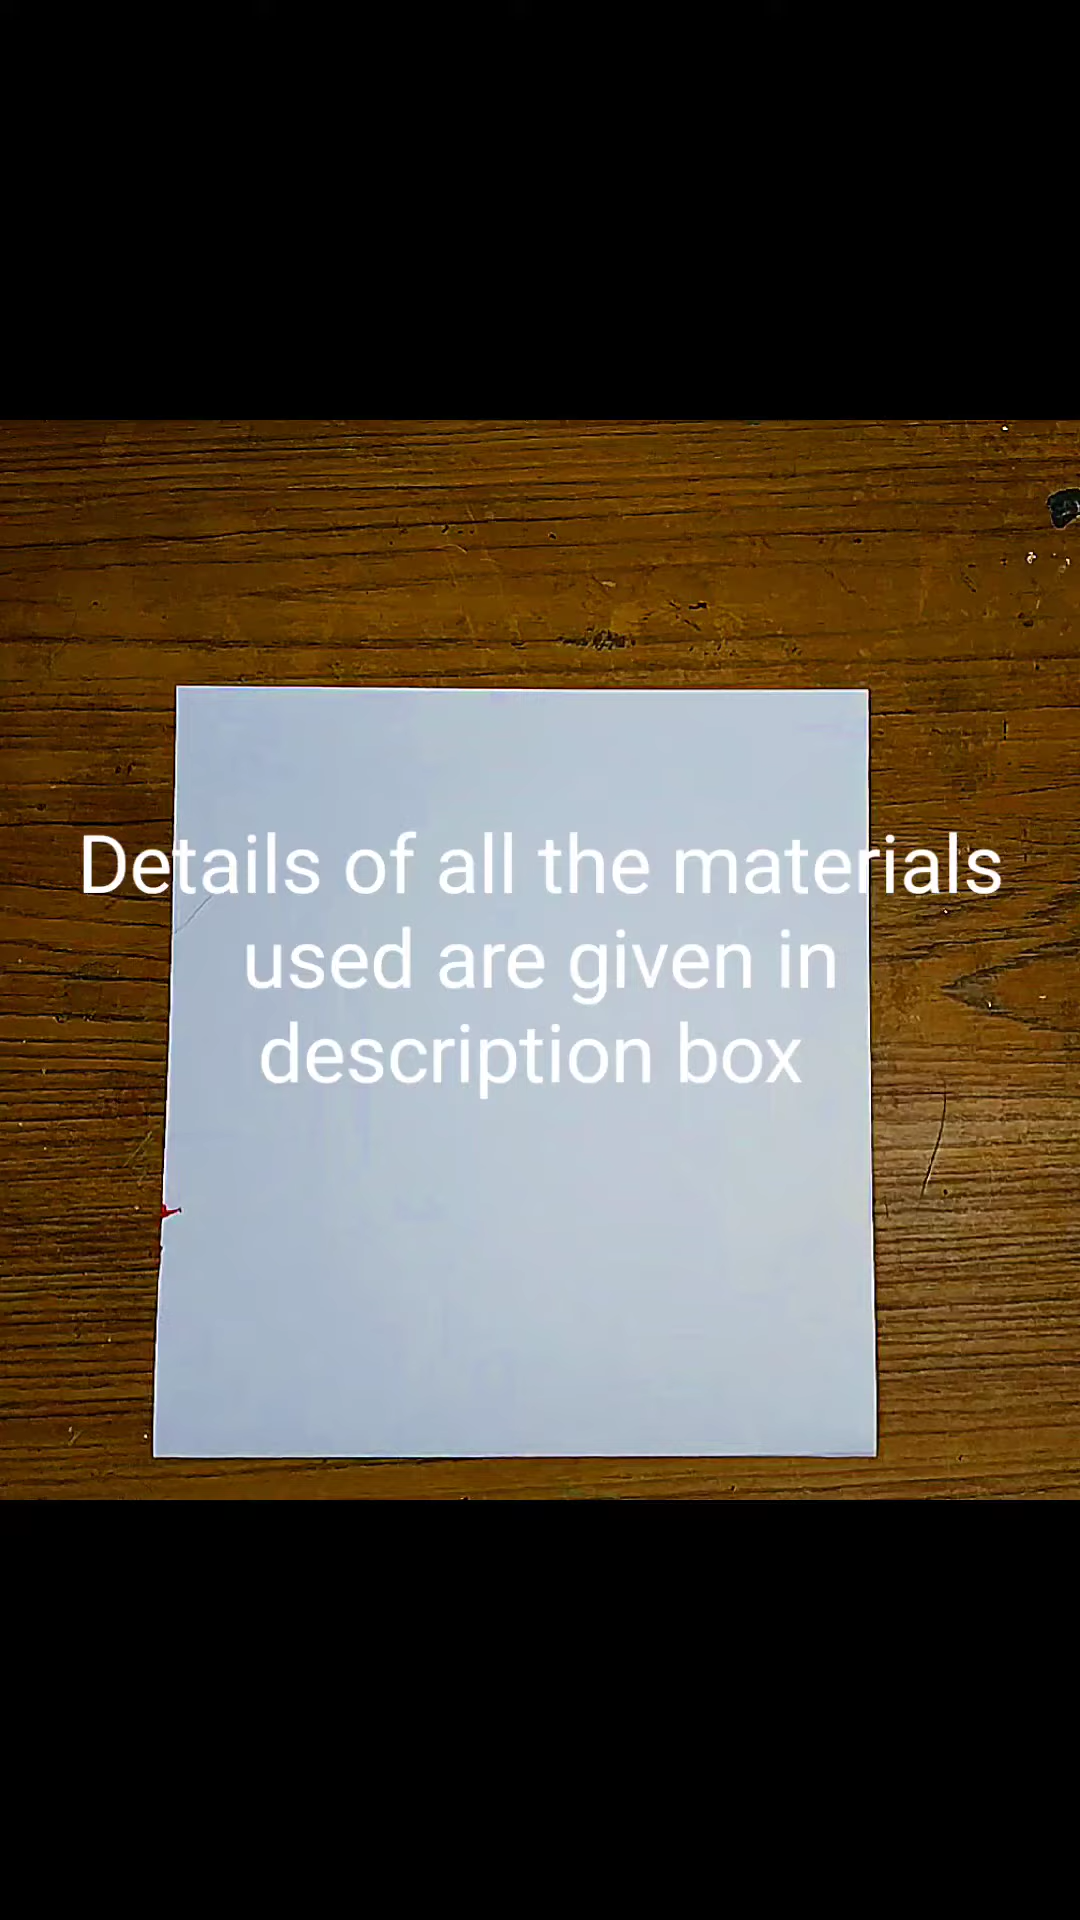 Details of all the materials
used are given in
description box